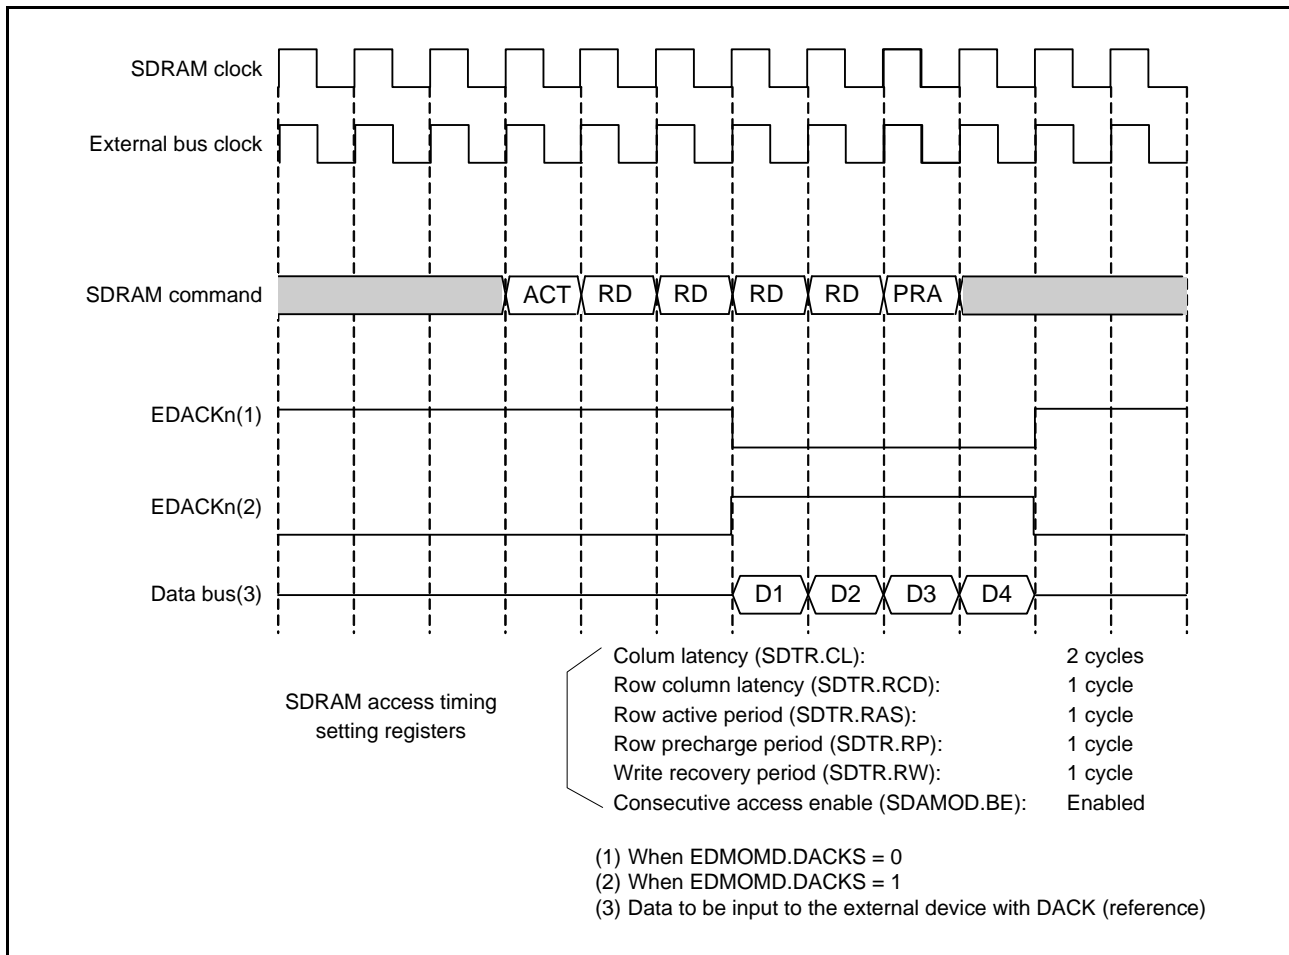 SDRAM clock
External bus clock
SDRAM command ACT RD RD RD RD PRA
EDACKn(1)
EDACKn(2)
Data bus(3) D1 D2 D3 D4
SDRAM access timing
setting registers
Colum latency (SDTR.CL): 2 cycles
Row column latency (SDTR.RCD): 1 cycle
Row active period (SDTR.RAS): 1 cycle
Row precharge period (SDTR.RP): 1 cycle
Write recovery period (SDTR.RW): 1 cycle
Consecutive access enable (SDAMOD.BE): Enabled
(1) When EDMOMD.DACKS = 0
(2) When EDMOMD.DACKS = 1
(3) Data to be input to the external device with DACK (reference)